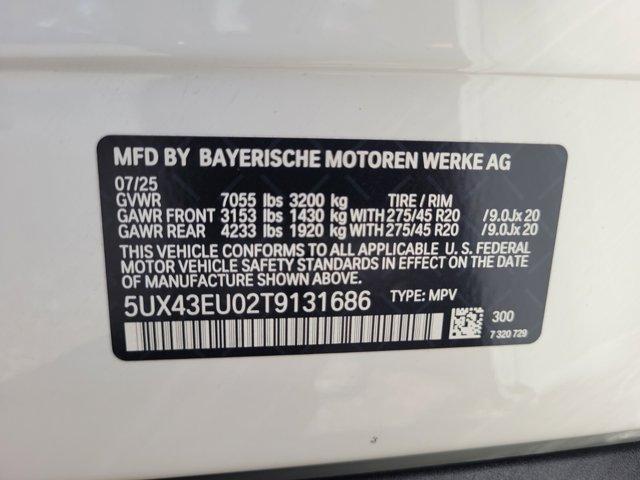 MFD BY BAYERISCHE MOTOREN WERKE AG
07/25
GVWR 7055 lbs 3200 kg TIRE / RIM
GAWR FRONT 3153 lbs 1430 kg WITH 275/45 R20 /9.0Jx 20
GAWR REAR 4233 lbs 1920 kg WITH 275/45 R20 /9.0Jx 20
THIS VEHICLE CONFORMS TO ALL APPLICABLE U.S. FEDERAL
MOTOR VEHICLE SAFETY STANDARDS IN EFFECT ON THE DATE
OF MANUFACTURE SHOWN ABOVE.
5UX43EU02T9131686 TYPE: MPV
300
7 320 729